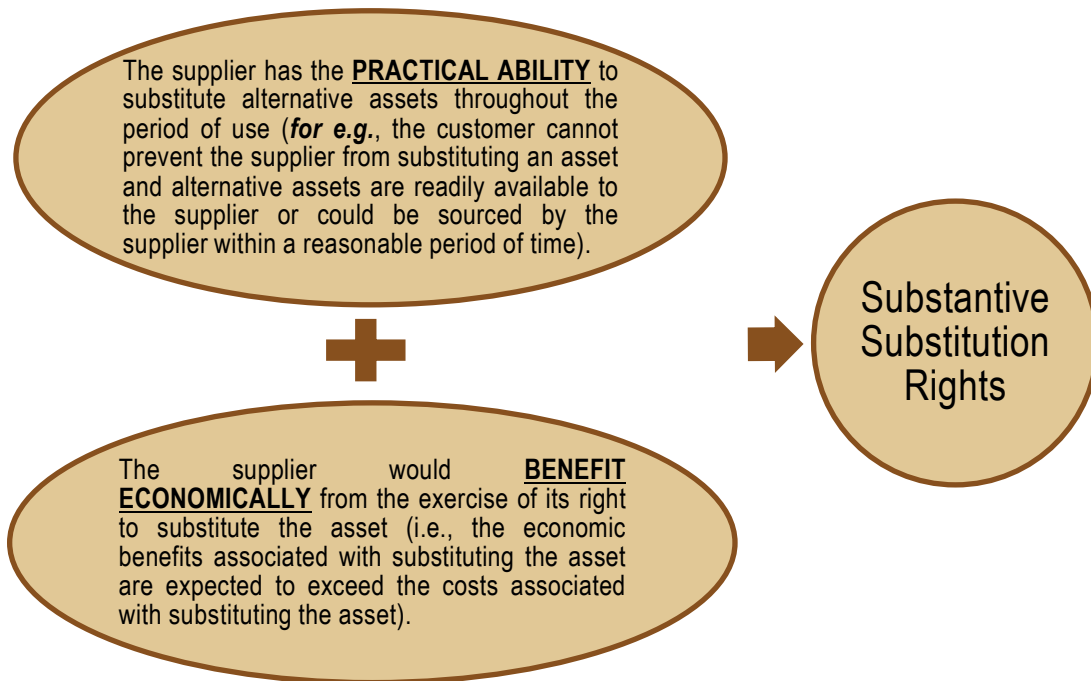 The supplier has the PRACTICAL ABILITY to
substitute alternative assets throughout the
period of use (for e.g., the customer cannot
prevent the supplier from substituting an asset
and alternative assets are readily available to
the supplier or could be sourced by the
supplier within a reasonable period of time).
The supplier would BENEFIT
ECONOMICALLY from the exercise of its right
to substitute the asset (i.e., the economic
benefits associated with substituting the asset
are expected to exceed the costs associated
with substituting the asset).
Substantive
Substitution
Rights